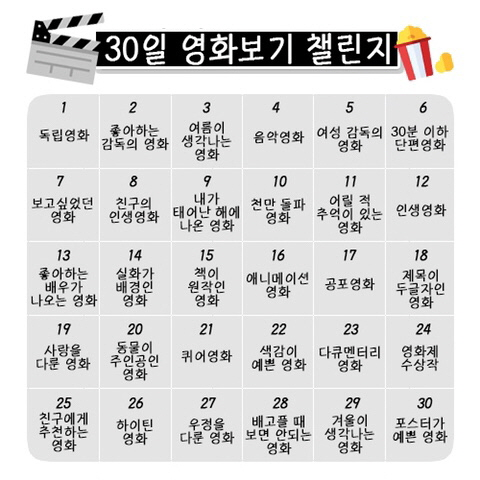 30일 영화보기 챌린지
1
독립영화
2
좋아하는
감독의 영화
3
여름이
생각나는
영화
4
음악영화
5
여성 감독의
영화
6
30분 이하
단편영화
7
보고싶었던
영화
8
친구의
인생영화
9
내가
태어난 해에
나온 영화
10
천만 돌파
영화
11
어릴 적
추억이 있는
영화
12
인생영화
13
좋아하는
배우가
나오는 영화
14
실화가
배경인
영화
15
책이
원작인
영화
16
애니메이션
영화
17
공포영화
18
제목이
두글자인
영화
19
사랑을
다룬 영화
20
동물이
주인공인
영화
21
퀴어영화
22
색감이
예쁜 영화
23
다큐멘터리
영화
24
영화제
수상작
25
친구에게
추천하는
영화
26
하이틴
영화
27
우정을
다룬 영화
28
배고플 때
보면 안되는
영화
29
겨울이
생각나는
영화
30
포스터가
예쁜 영화